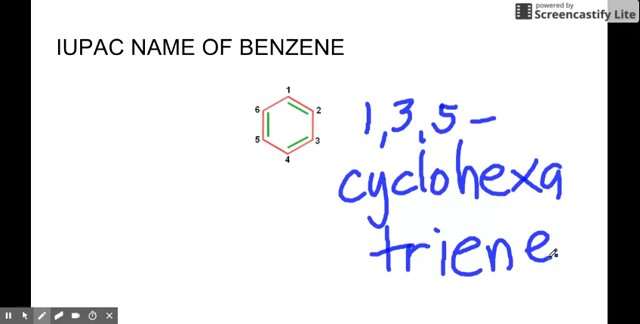 powered by
Screencastify Lite
IUPAC NAME OF BENZENE
1
6
2
5
3
4
1,3,5-
cyclohexa
triene